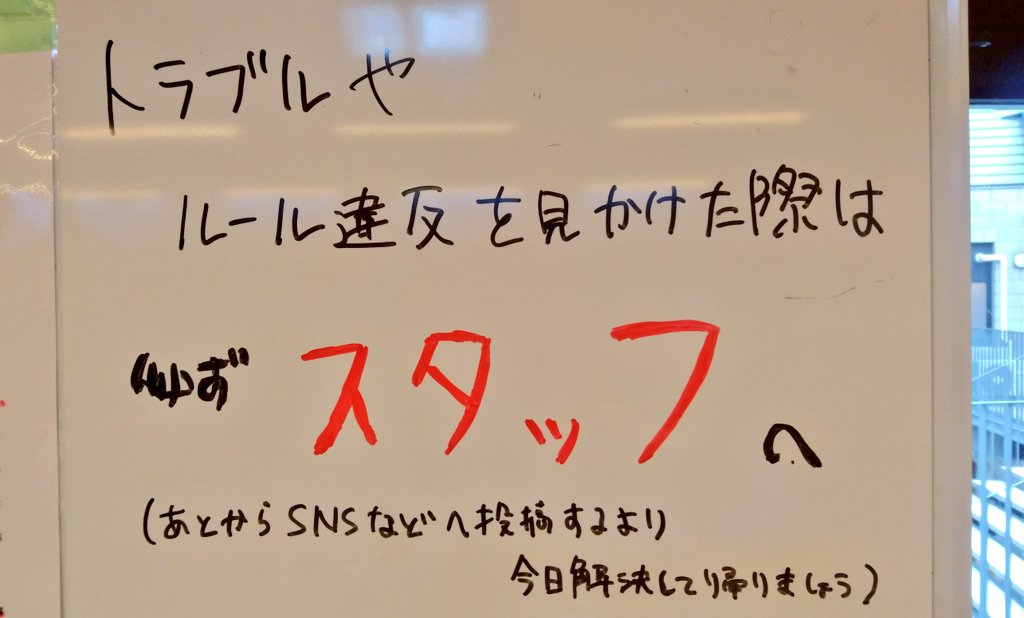 トラブルや
ルール違反を見かけた際は
必ずスタッフへ
(あとからSNSなどへ投稿するより
今日解決して帰りましょう)